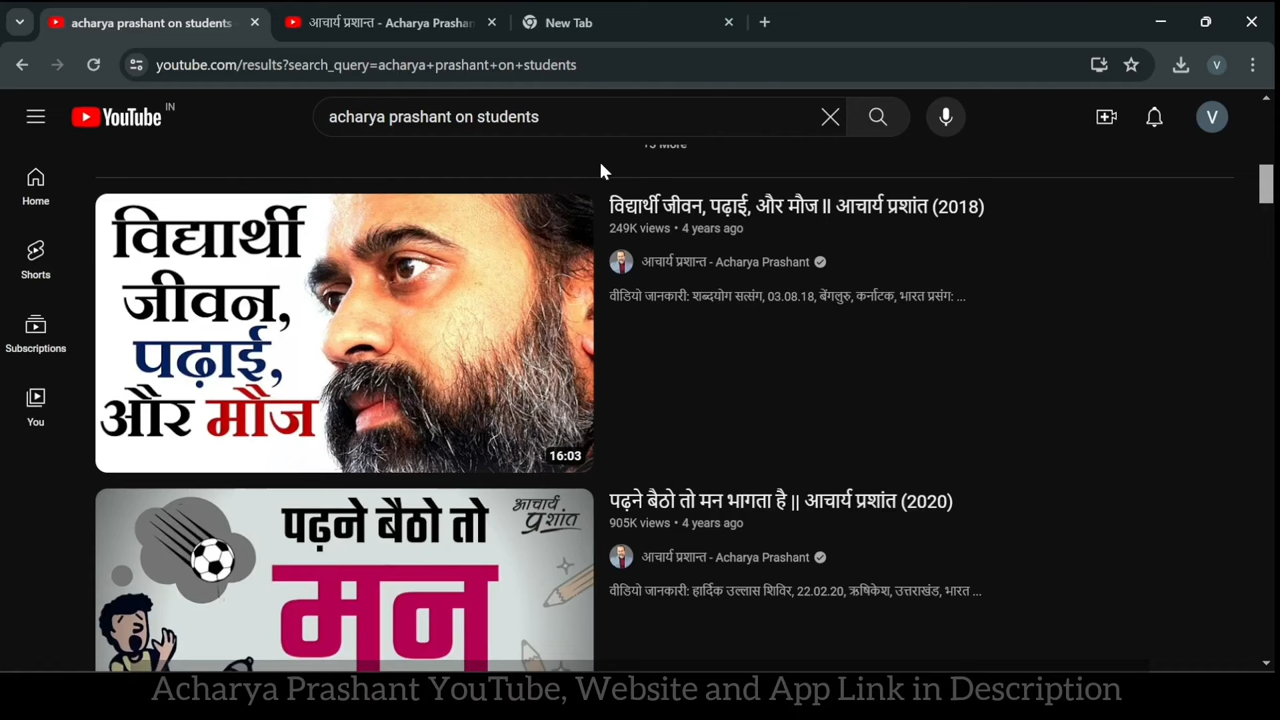 acharya prashant on students
आचार्य प्रशान्त - Acharya Prashan
New Tab
youtube.com/results?search_query=acharya+prashant+on+students
V
YouTube IN
acharya prashant on students
V
15 More
Home
Shorts
Subscriptions
You
विद्यार्थी
जीवन,
पढ़ाई,
और मौज
16:03
विद्यार्थी जीवन, पढ़ाई, और मौज ll आचार्य प्रशांत (2018)
249K views • 4 years ago
आचार्य प्रशान्त - Acharya Prashant
वीडियो जानकारी: शब्दयोग सत्संग, 03.08.18, बेंगलुरु, कर्नाटक, भारत प्रसंग: ...
पढ़ने बैठो तो
मन
आचार्य
प्रशान्त
पढ़ने बैठो तो मन भागता है || आचार्य प्रशांत (2020)
905K views • 4 years ago
आचार्य प्रशान्त - Acharya Prashant
वीडियो जानकारी: हार्दिक उल्लास शिविर, 22.02.20, ऋषिकेश, उत्तराखंड, भारत ...
Acharya Prashant YouTube, Website and App Link in Description